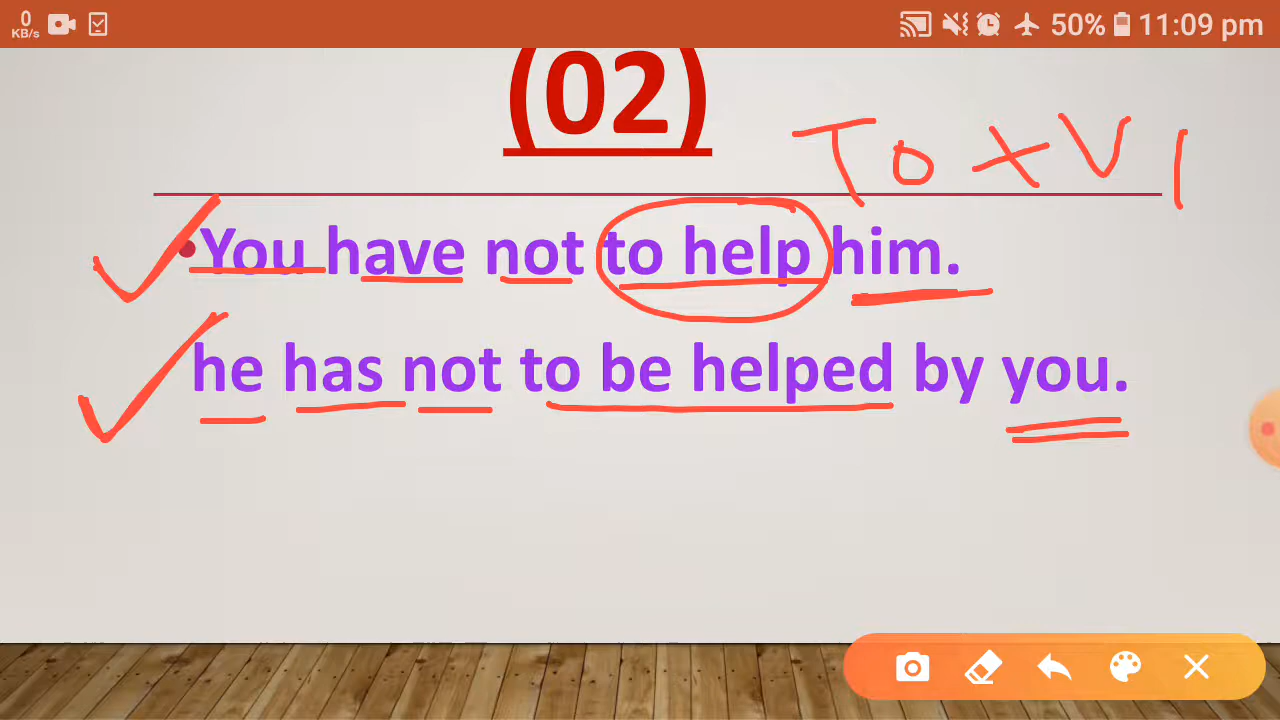 0
KB/s
50% 11:09 pm
(02)
To + V1
•You have not to help him.
he has not to be helped by you.